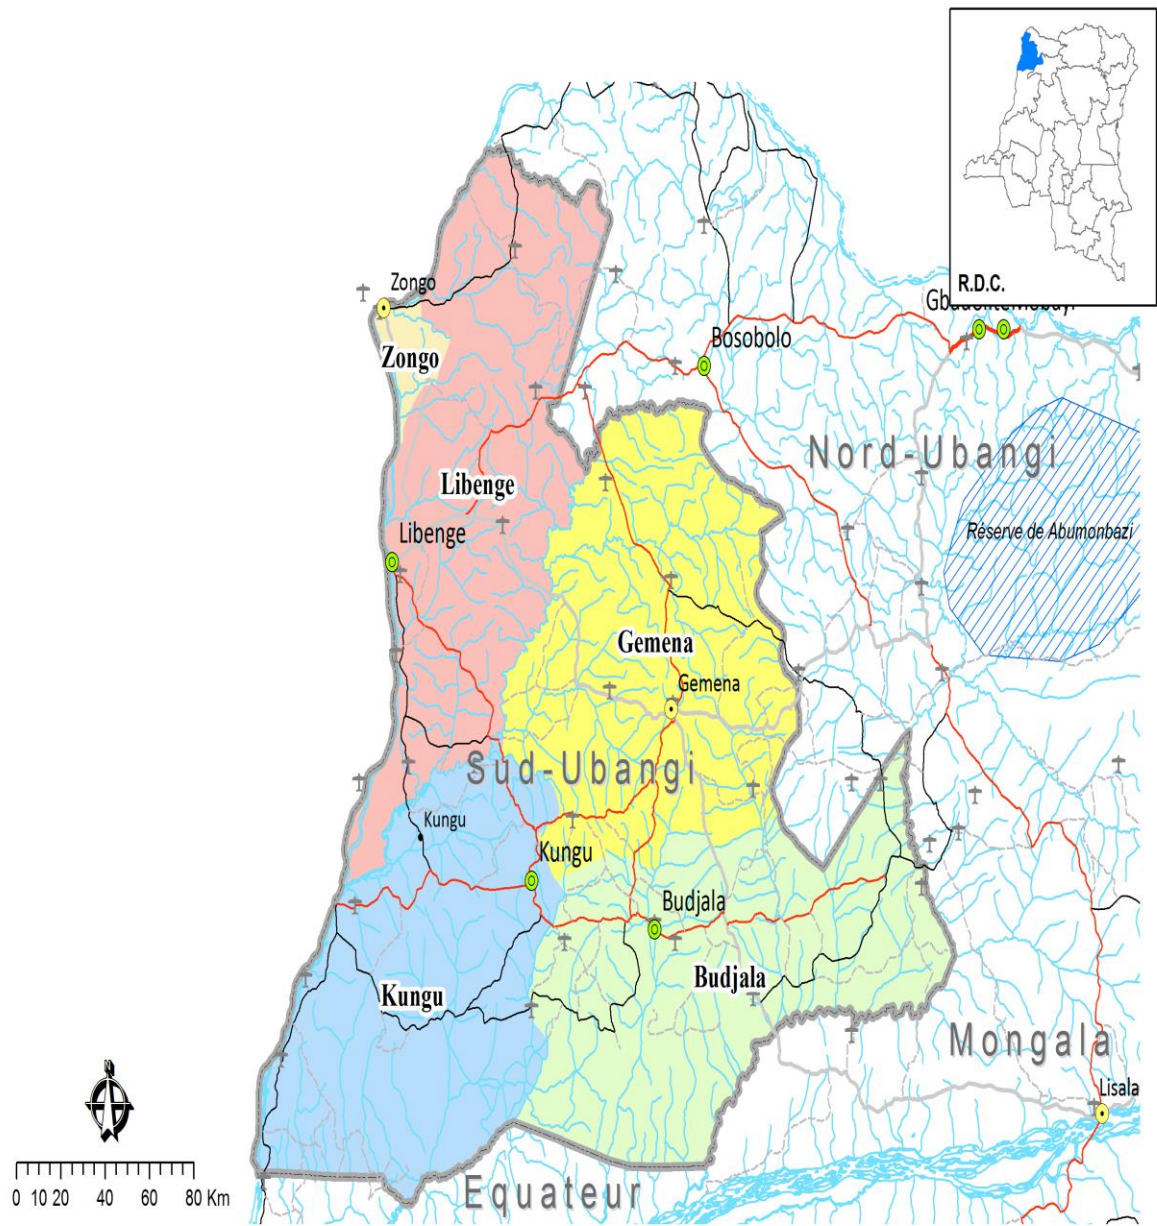 R.D.C.
Zongo
Zongo
Bosobolo
Nord-Ubangi
Libenge
Libenge
Réserve de Abumonbazi
Gemena
Gemena
Sud-Ubangi
Kungu
Kungu
Budjala
Budjala
Kungu
Mongala
Lisala
0 10 20 40 60 80 Km
Equateur